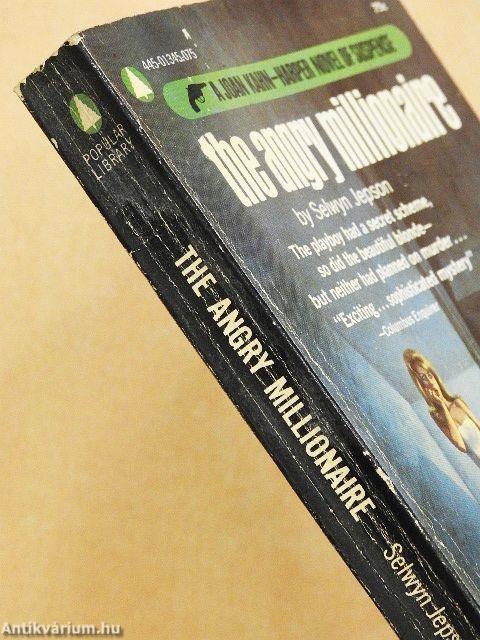 POPULAR
LIBRARY
THE ANGRY MILLIONAIRE
445-01345-075
A JOAN KAHN-HARPER NOVEL OF SUSPENSE
the angry millionaire
by Selwyn Jepson
The playboy had a secret scheme,
so did the beautiful blonde—
but neither had planned on murder...
"Exciting...sophisticated mystery"
—Columbus Enquirer
Antikvárium.hu